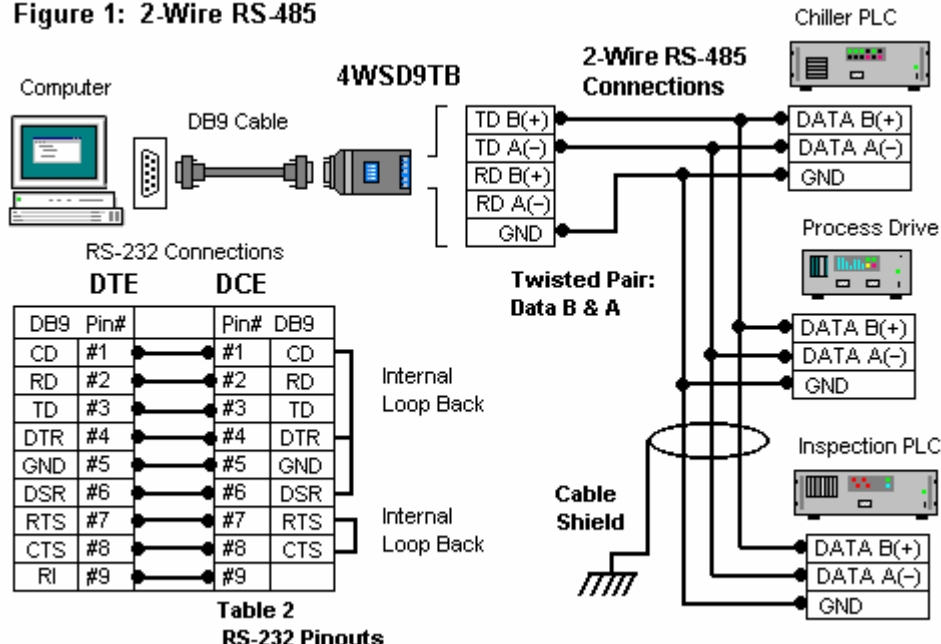 Figure 1: 2-Wire RS-485
Chiller PLC
Computer
4WSD9TB
2-Wire RS-485
Connections
DB9 Cable
TD B(+)
TD A(-)
RD B(+)
RD A(-)
GND
DATA B(+)
DATA A(-)
GND
RS-232 Connections
DTE DCE
Twisted Pair:
Data B & A
Process Drive
DATA B(+)
DATA A(-)
GND
DB9 Pin# Pin# DB9
CD #1 #1 CD
RD #2 #2 RD
TD #3 #3 TD
DTR #4 #4 DTR
GND #5 #5 GND
DSR #6 #6 DSR
RTS #7 #7 RTS
CTS #8 #8 CTS
RI #9 #9
Internal
Loop Back
Internal
Loop Back
Cable
Shield
Inspection PLC
DATA B(+)
DATA A(-)
GND
Table 2
RS-232 Pinouts